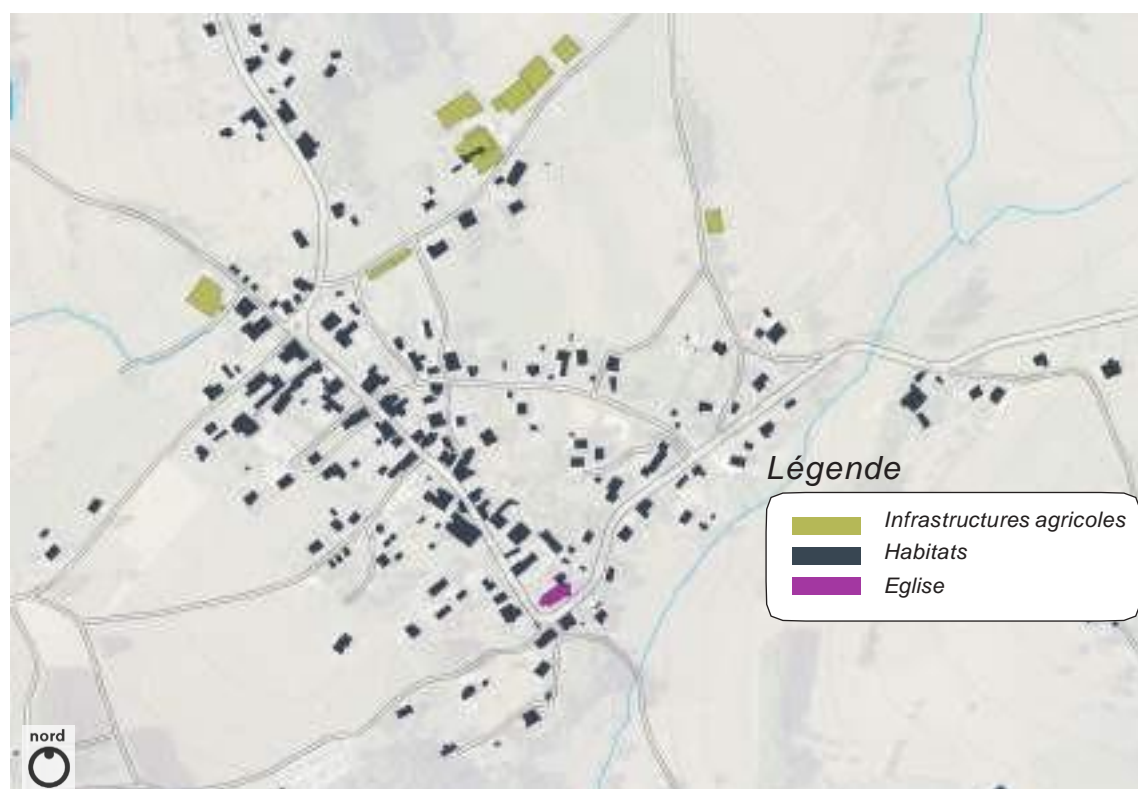 Légende
Infrastructures agricoles
Habitats
Eglise
nord